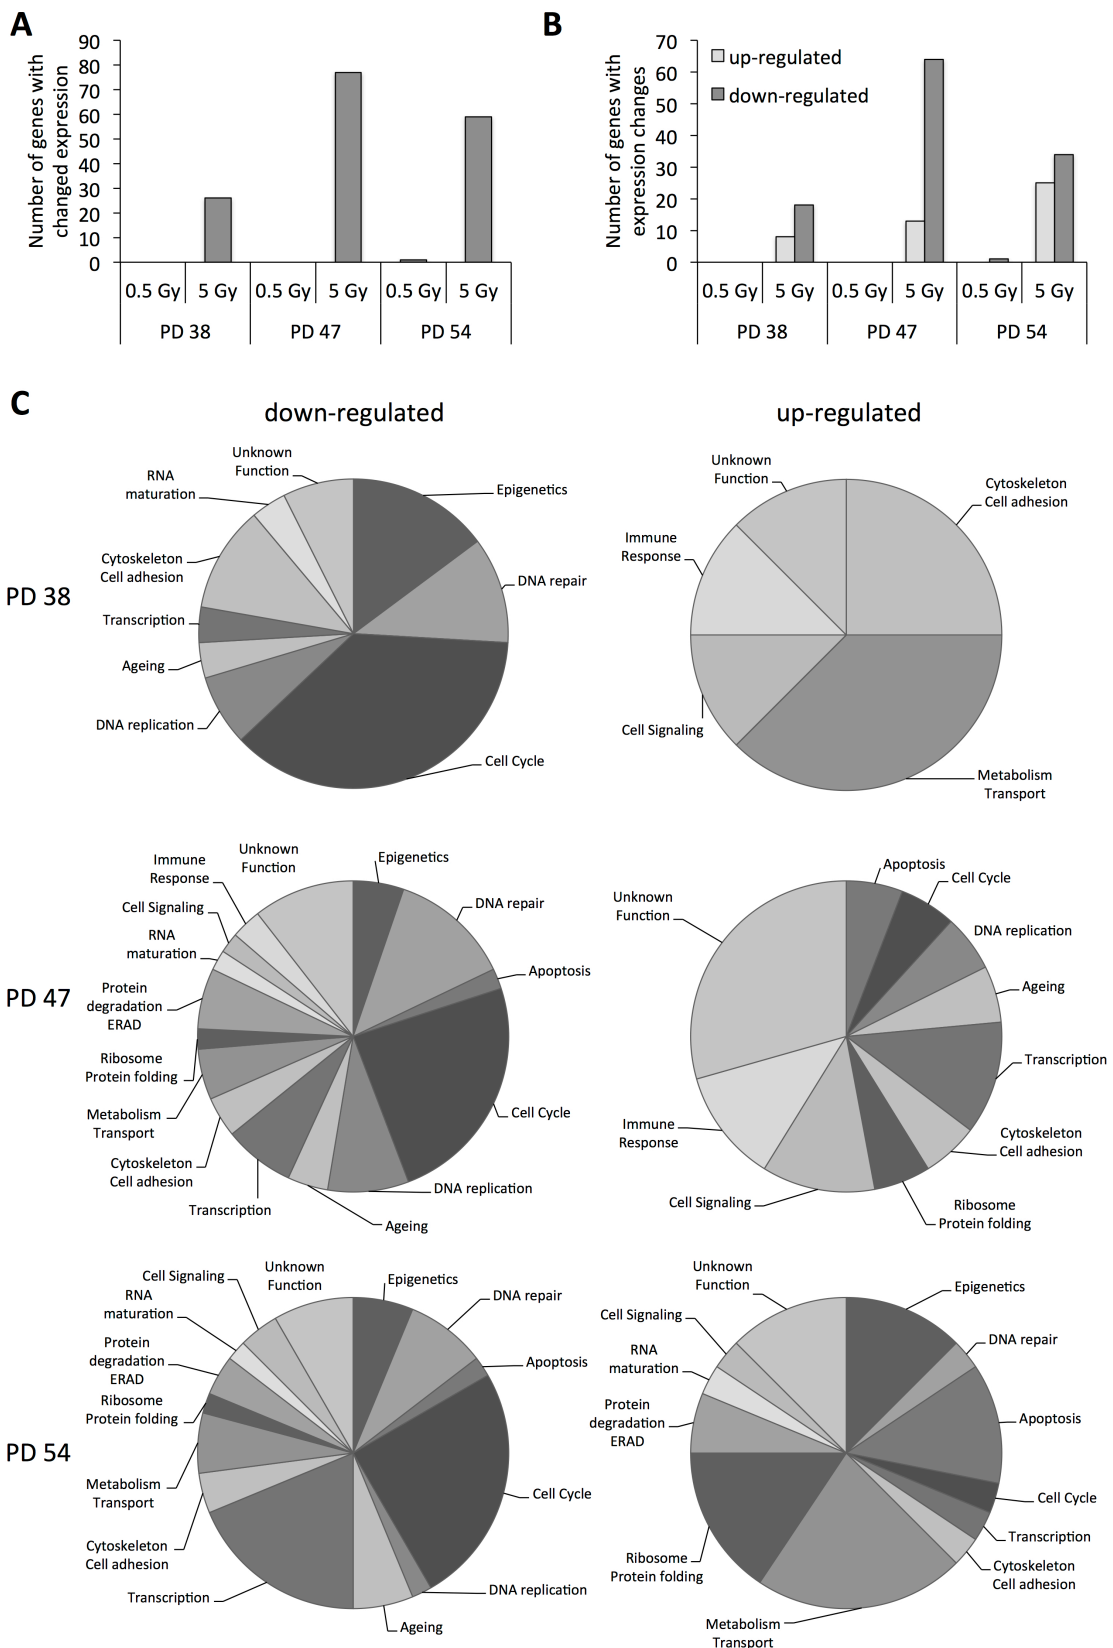 A
Number of genes with
changed expression
90
80
70
60
50
40
30
20
10
0
0.5 Gy
5 Gy
0.5 Gy
5 Gy
0.5 Gy
5 Gy
PD 38
PD 47
PD 54
B
Number of genes with
expression changes
70
60
50
40
30
20
10
0
up-regulated
down-regulated
0.5 Gy
5 Gy
0.5 Gy
5 Gy
0.5 Gy
5 Gy
PD 38
PD 47
PD 54
C
down-regulated
up-regulated
PD 38
Unknown
Function
RNA
maturation
Epigenetics
Cytoskeleton
Cell adhesion
DNA repair
Transcription
Ageing
DNA replication
Cell Cycle
Unknown
Function
Cytoskeleton
Cell adhesion
Immune
Response
Cell Signaling
Metabolism
Transport
PD 47
Unknown
Function
Immune
Response
Epigenetics
Cell Signaling
DNA repair
RNA
maturation
Apoptosis
Protein
degradation
ERAD
Ribosome
Protein folding
Metabolism
Transport
Cell Cycle
Cytoskeleton
Cell adhesion
DNA replication
Transcription
Ageing
Apoptosis
Cell Cycle
Unknown
Function
DNA replication
Ageing
Transcription
Immune
Response
Cytoskeleton
Cell adhesion
Cell Signaling
Ribosome
Protein folding
PD 54
Unknown
Function
Cell Signaling
Epigenetics
RNA
maturation
DNA repair
Protein
degradation
ERAD
Apoptosis
Ribosome
Protein folding
Metabolism
Transport
Cell Cycle
Cytoskeleton
Cell adhesion
DNA replication
Transcription
Ageing
Unknown
Function
Epigenetics
Cell Signaling
DNA repair
RNA
maturation
Protein
degradation
ERAD
Apoptosis
Cell Cycle
Transcription
Cytoskeleton
Cell adhesion
Ribosome
Protein folding
Metabolism
Transport